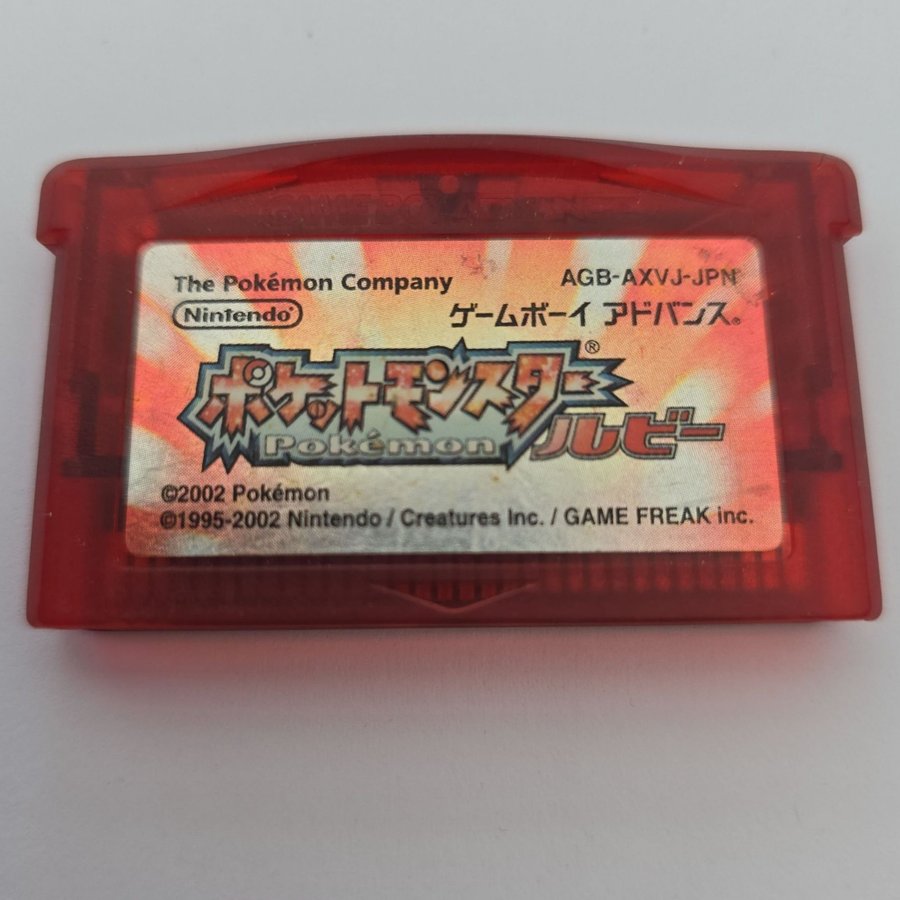 The Pokémon Company AGB-AXVJ-JPN
Nintendo ゲームボーイ アドバンス®
ポケットモンスター®
Pokémon ルビー
©2002 Pokémon
©1995-2002 Nintendo / Creatures Inc. / GAME FREAK inc.